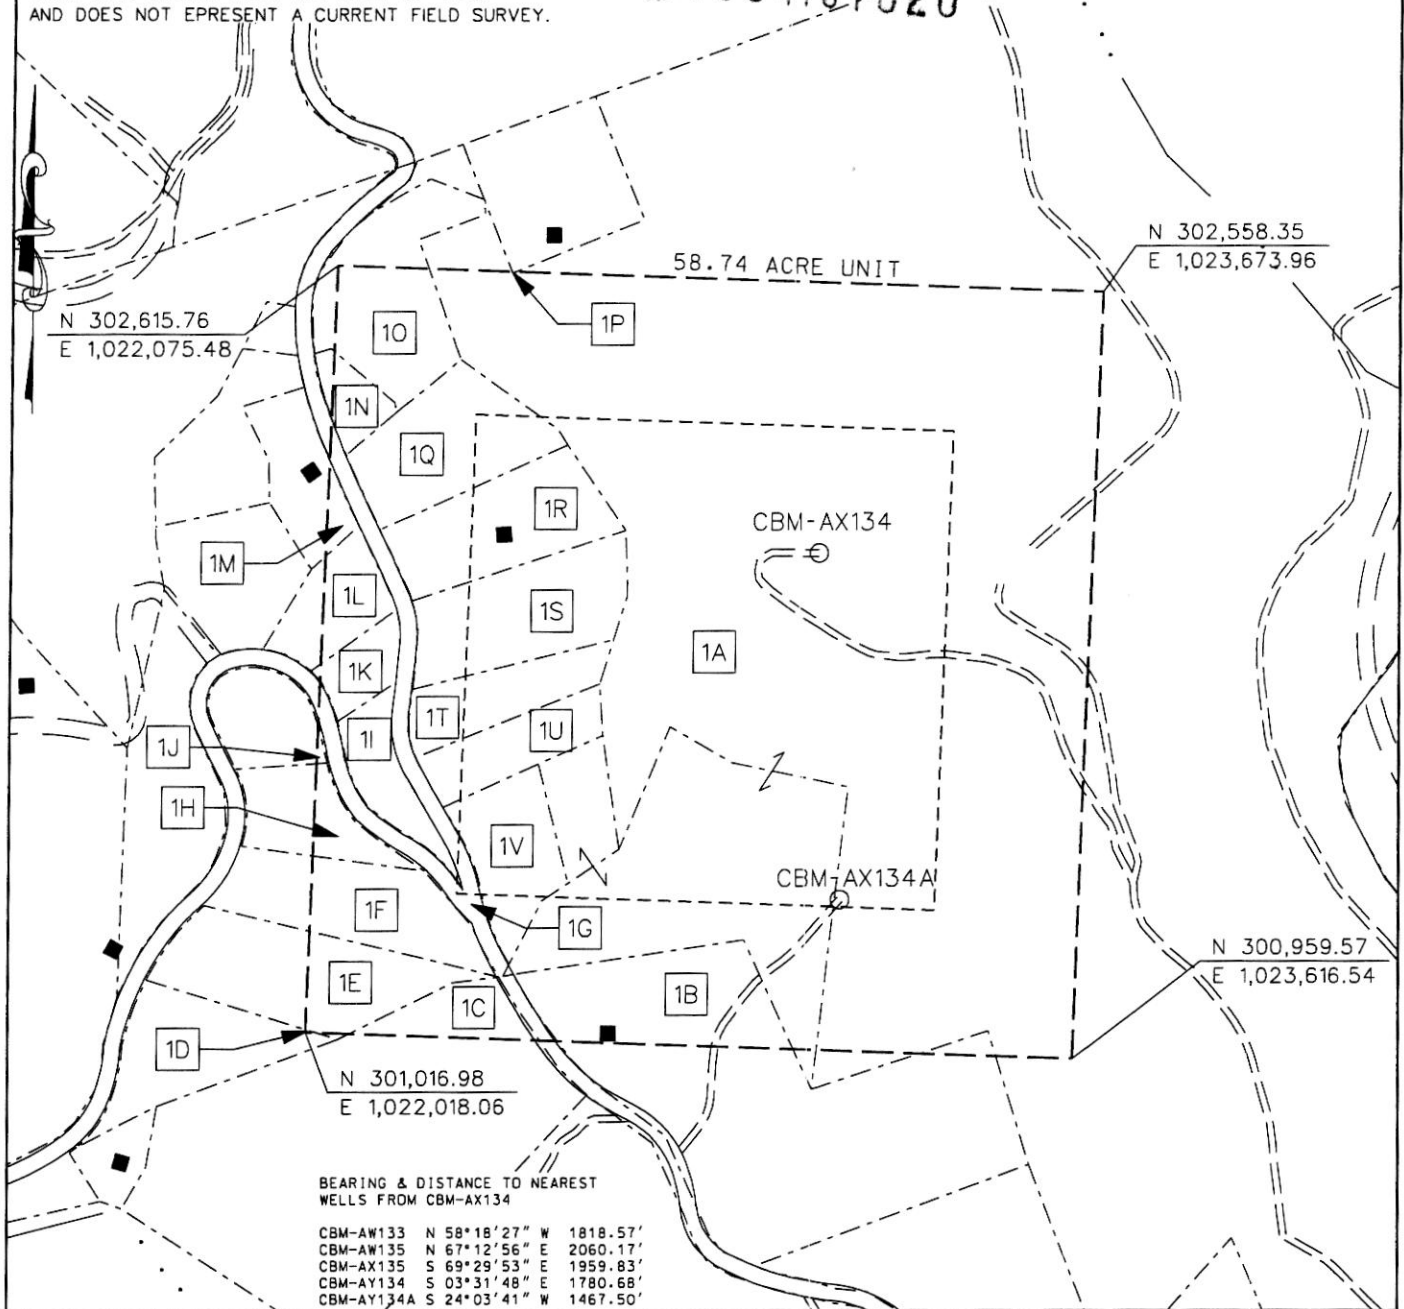 AND DOES NOT EPRESENT A CURRENT FIELD SURVEY.
N 302,558.35
E 1,023,673.96
58.74 ACRE UNIT
N 302,615.76
E 1,022,075.48
1O
1P
1N
1Q
1R
CBM-AX134
1M
1L
1S
1A
1K
1T
1U
1I
1J
1H
1V
CBM-AX134A
1F
1G
N 300,959.57
E 1,023,616.54
1E
1C
1B
1D
N 301,016.98
E 1,022,018.06
BEARING & DISTANCE TO NEAREST
WELLS FROM CBM-AX134
CBM-AW133 N 58°18'27" W 1818.57'
CBM-AW135 N 67°12'56" E 2060.17'
CBM-AX135 S 69°29'53" E 1959.83'
CBM-AY134 S 03°31'48" E 1780.68'
CBM-AY134A S 24°03'41" W 1467.50'